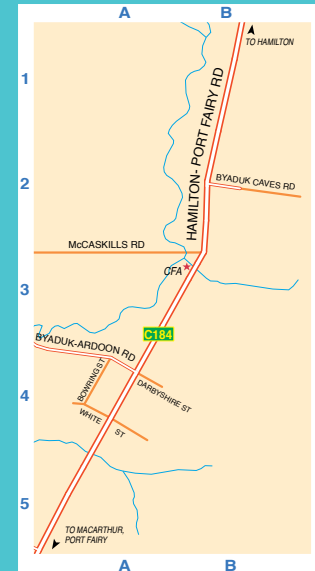 A B
TO HAMILTON
1
HAMILTON- PORT FAIRY RD
2
BYADUK CAVES RD
McCASKILLS RD
CFA
3
C184
BYADUK-ARDOON RD
BOWRING ST
DARBYSHIRE ST
4
WHITE ST
5
TO MACARTHUR,
PORT FAIRY
A B